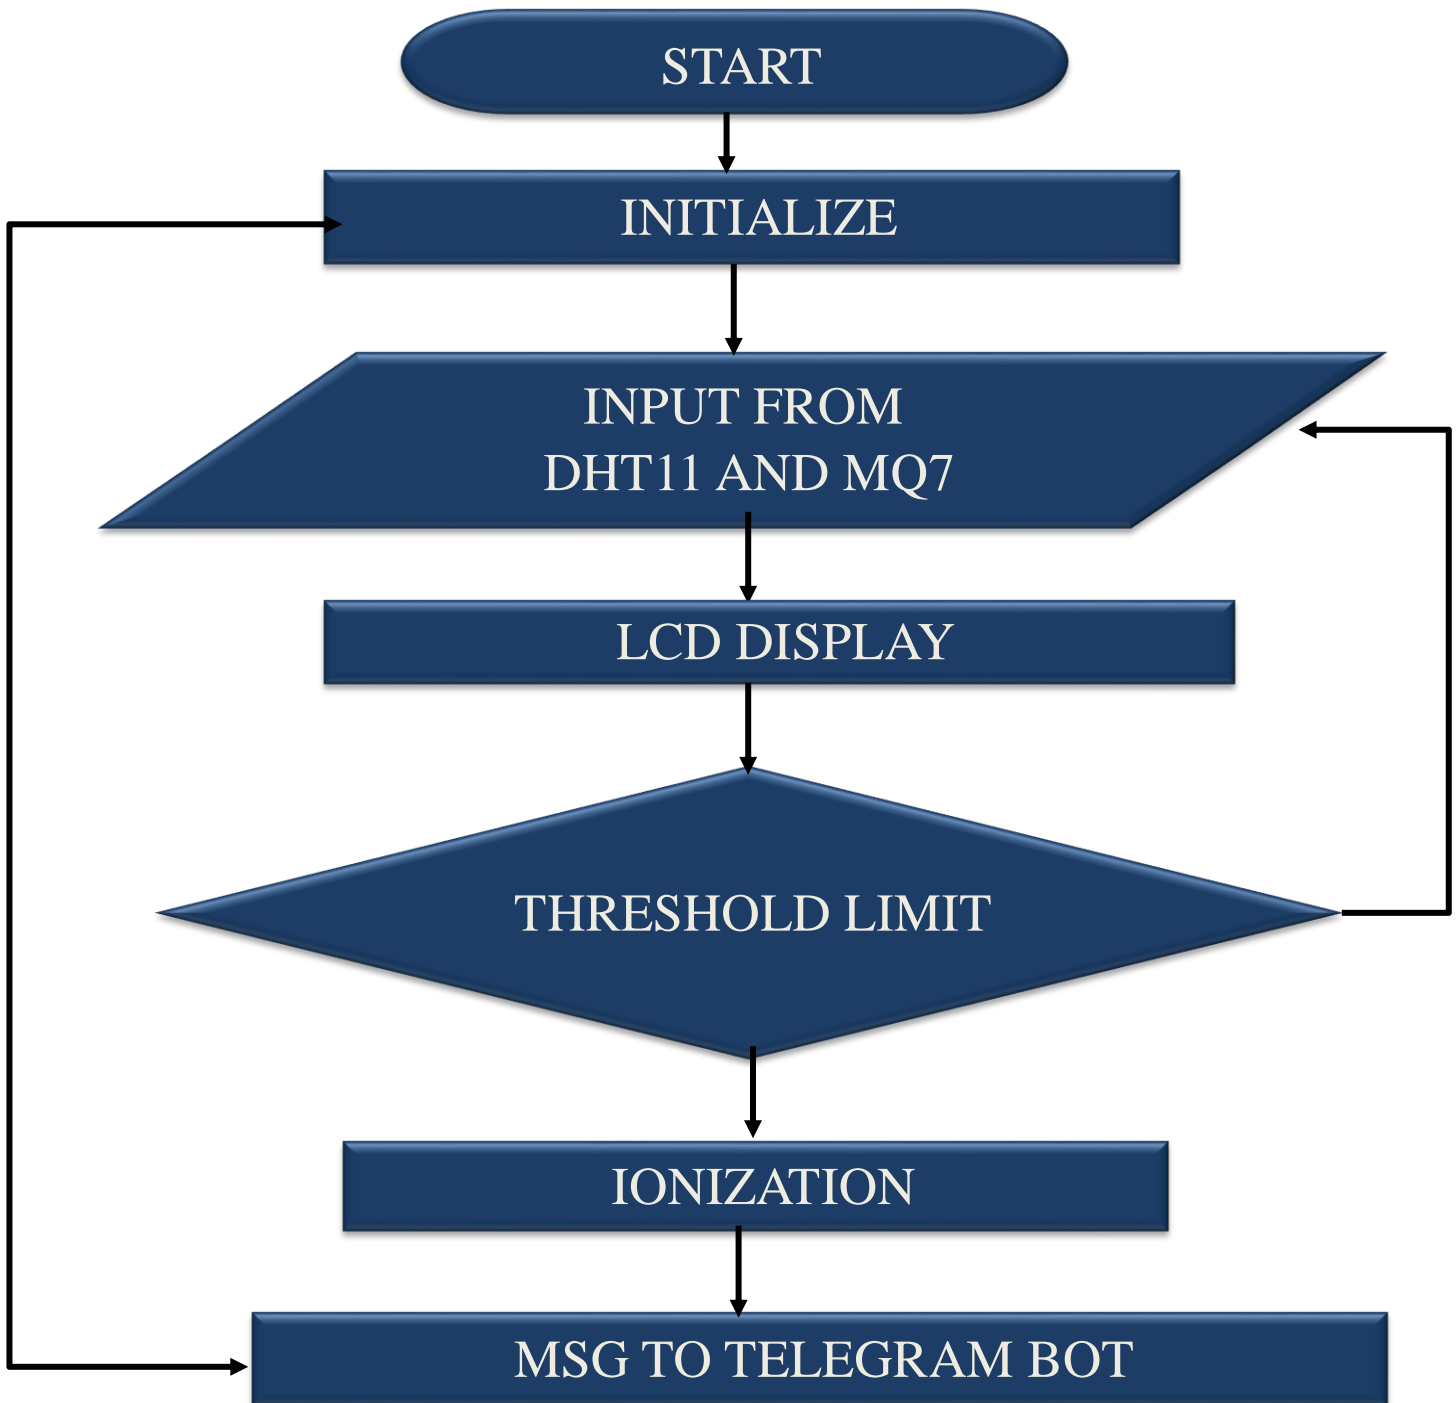 START
INITIALIZE
INPUT FROM
DHT11 AND MQ7
LCD DISPLAY
THRESHOLD LIMIT
IONIZATION
MSG TO TELEGRAM BOT